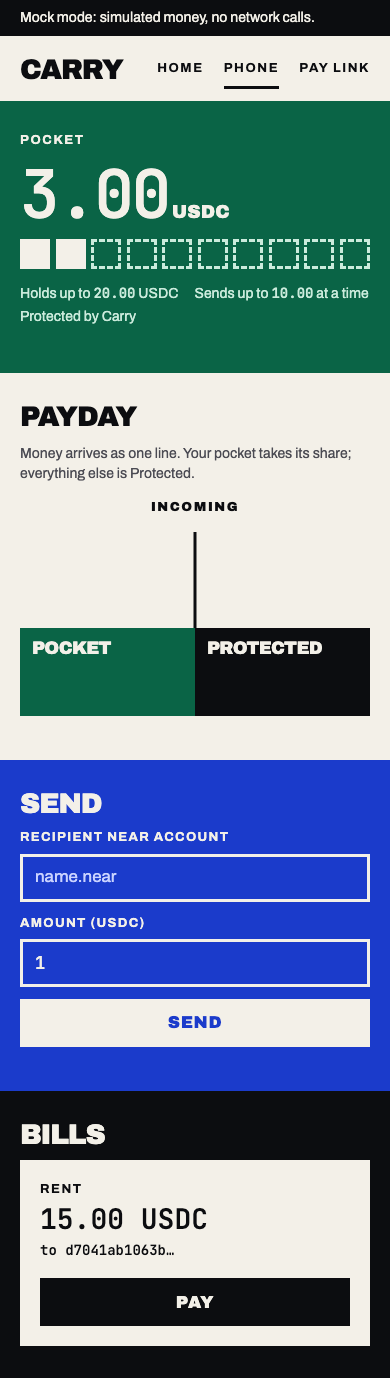 Mock mode: simulated money, no network calls.
CARRY
HOME PHONE PAY LINK
POCKET
3.00 USDC
Holds up to 20.00 USDC Sends up to 10.00 at a time
Protected by Carry
PAYDAY
Money arrives as one line. Your pocket takes its share;
everything else is Protected.
INCOMING
POCKET PROTECTED
SEND
RECIPIENT NEAR ACCOUNT
name.near
AMOUNT (USDC)
1
SEND
BILLS
RENT
15.00 USDC
to d7041ab1063b…
PAY